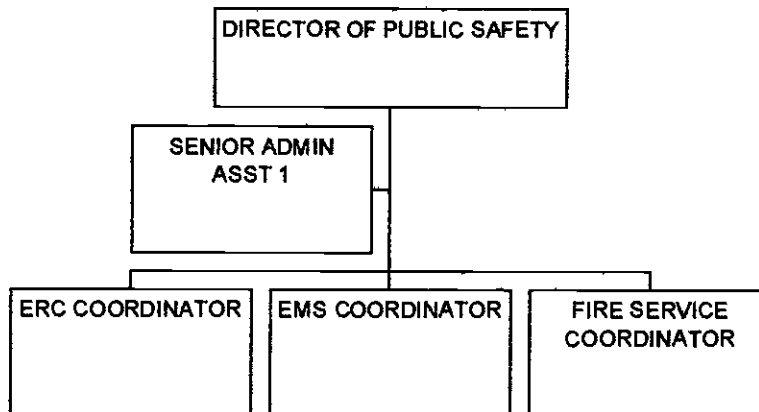 DIRECTOR OF PUBLIC SAFETY
SENIOR ADMIN
ASST 1
ERC COORDINATOR
EMS COORDINATOR
FIRE SERVICE
COORDINATOR